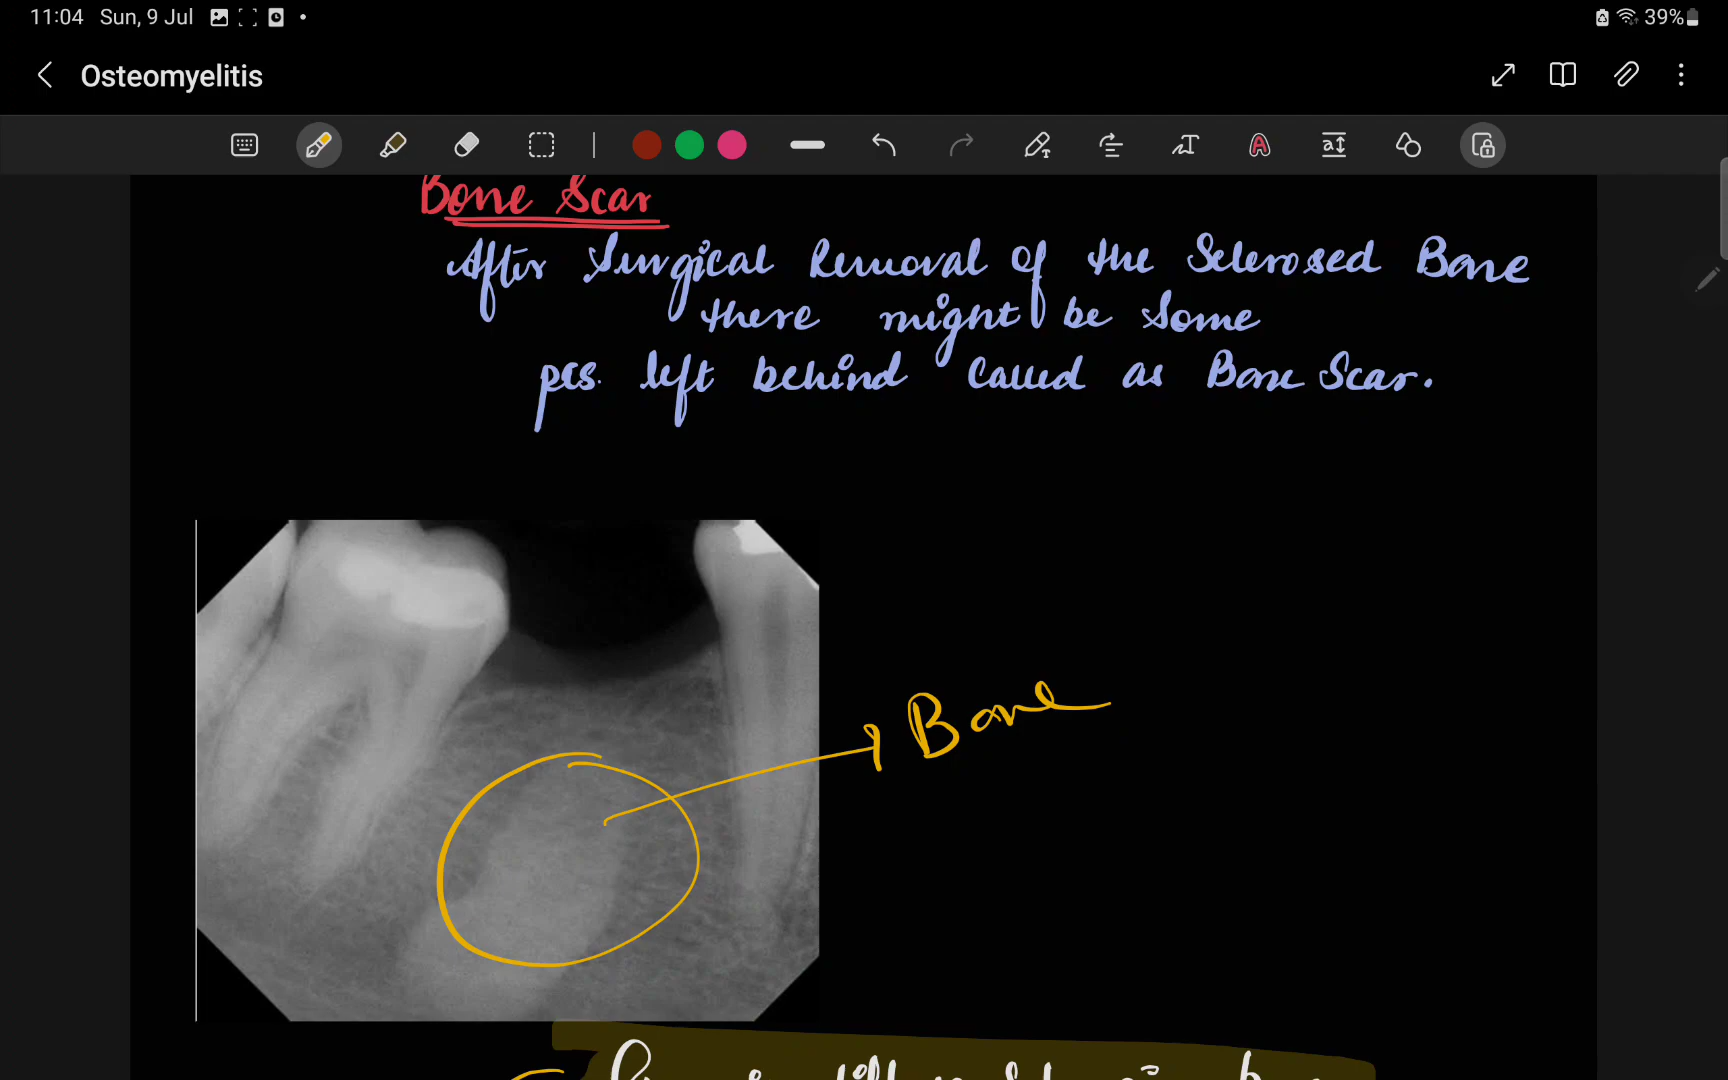 11:04 Sun, 9 Jul
39%
Osteomyelitis
Bone Scar
After Surgical Removal of the Sclerosed Bone
there might be some
pcs. left behind called as Bone Scar.
Bone